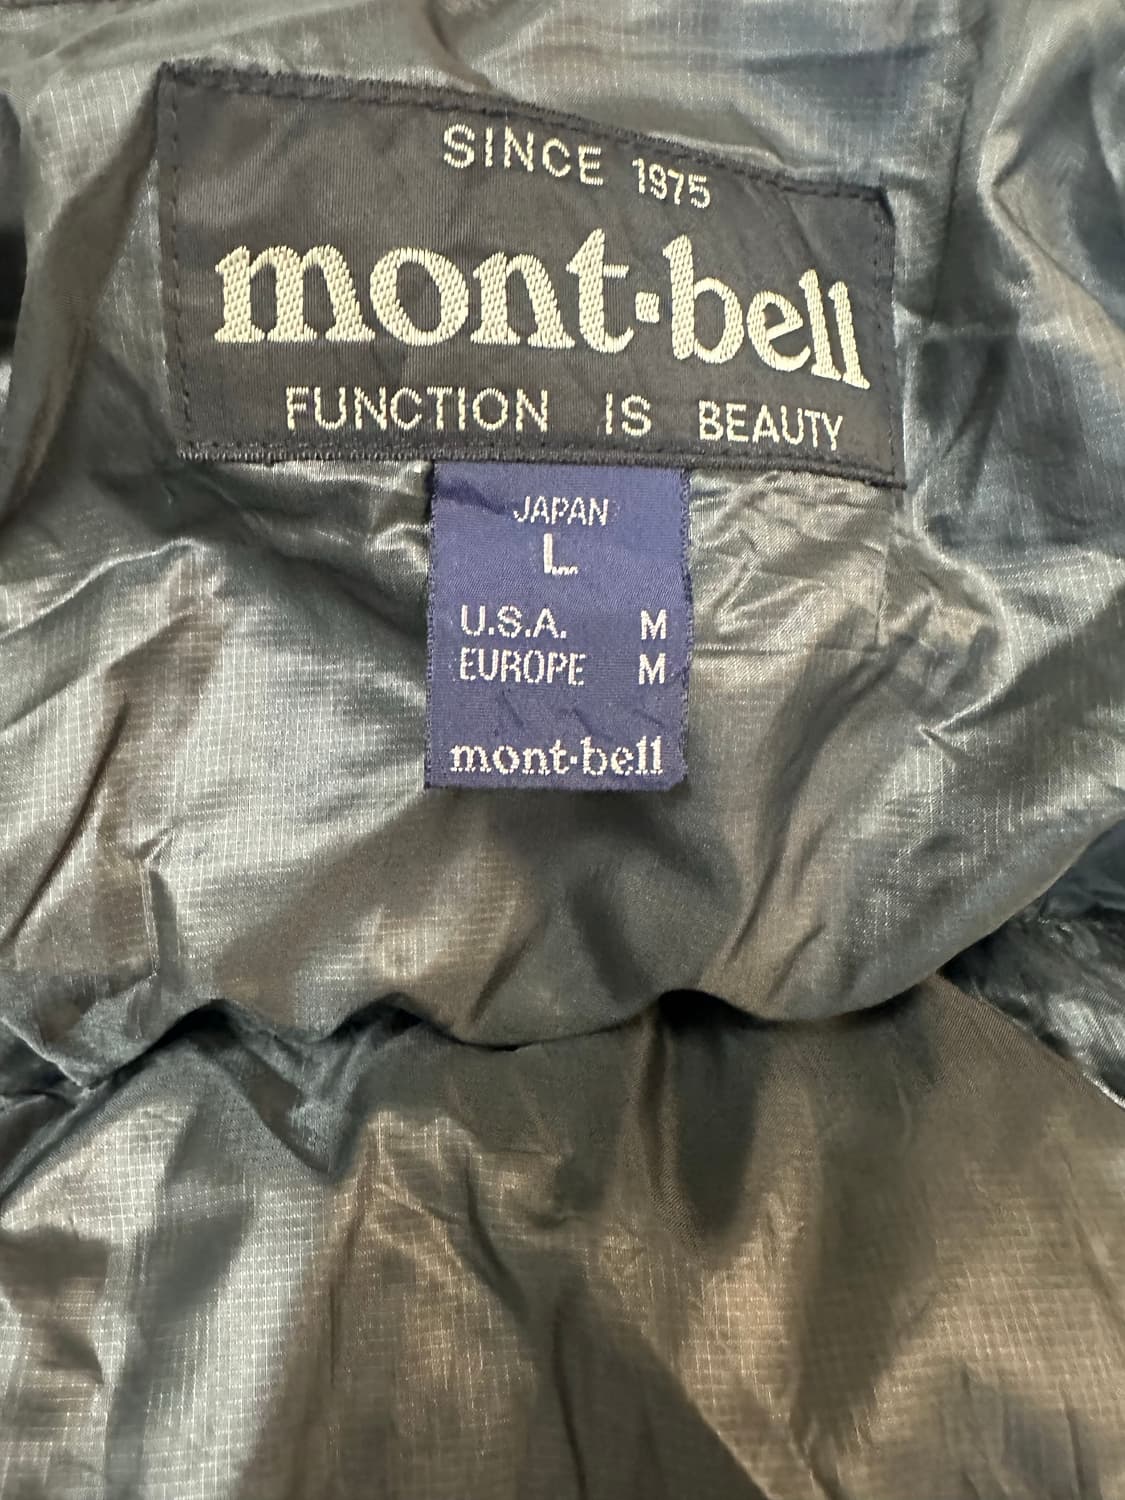 SINCE 1975
mont·bell
FUNCTION IS BEAUTY
JAPAN
L
U.S.A. M
EUROPE M
mont·bell